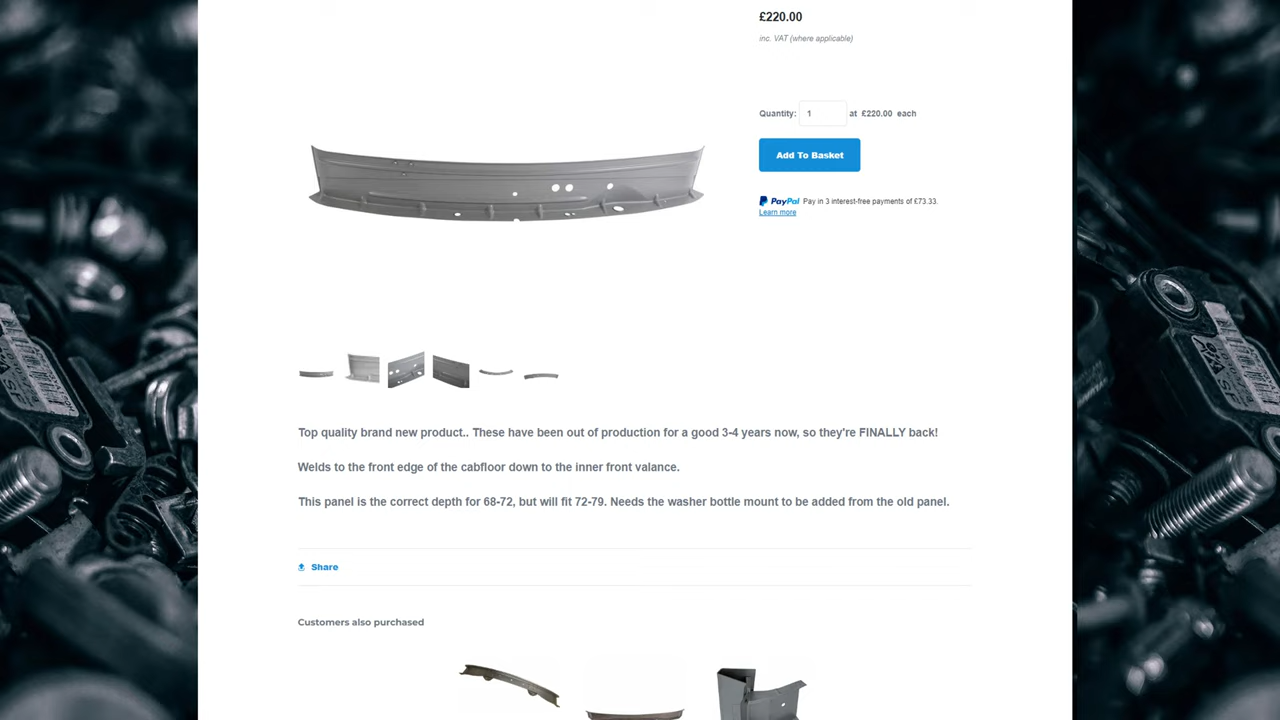 £220.00
inc. VAT (where applicable)
Quantity: 1 at £220.00 each
Add To Basket
PayPal Pay in 3 interest-free payments of £73.33.
Learn more
Top quality brand new product.. These have been out of production for a good 3-4 years now, so they're FINALLY back!
Welds to the front edge of the cabfloor down to the inner front valance.
This panel is the correct depth for 68-72, but will fit 72-79. Needs the washer bottle mount to be added from the old panel.
Share
Customers also purchased